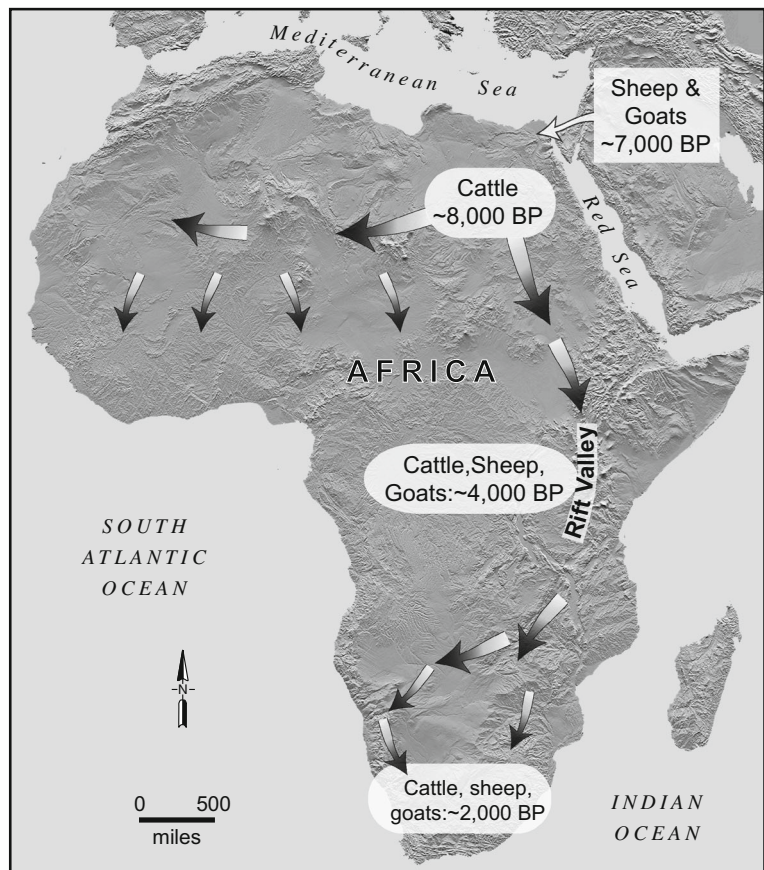 Mediterranean Sea
Sheep &
Goats
~7,000 BP
Cattle
~8,000 BP
Red Sea
AFRICA
Cattle,Sheep,
Goats:~4,000 BP
Rift Valley
SOUTH
ATLANTIC
OCEAN
N
0 500
miles
Cattle, sheep,
goats:~2,000 BP
INDIAN
OCEAN